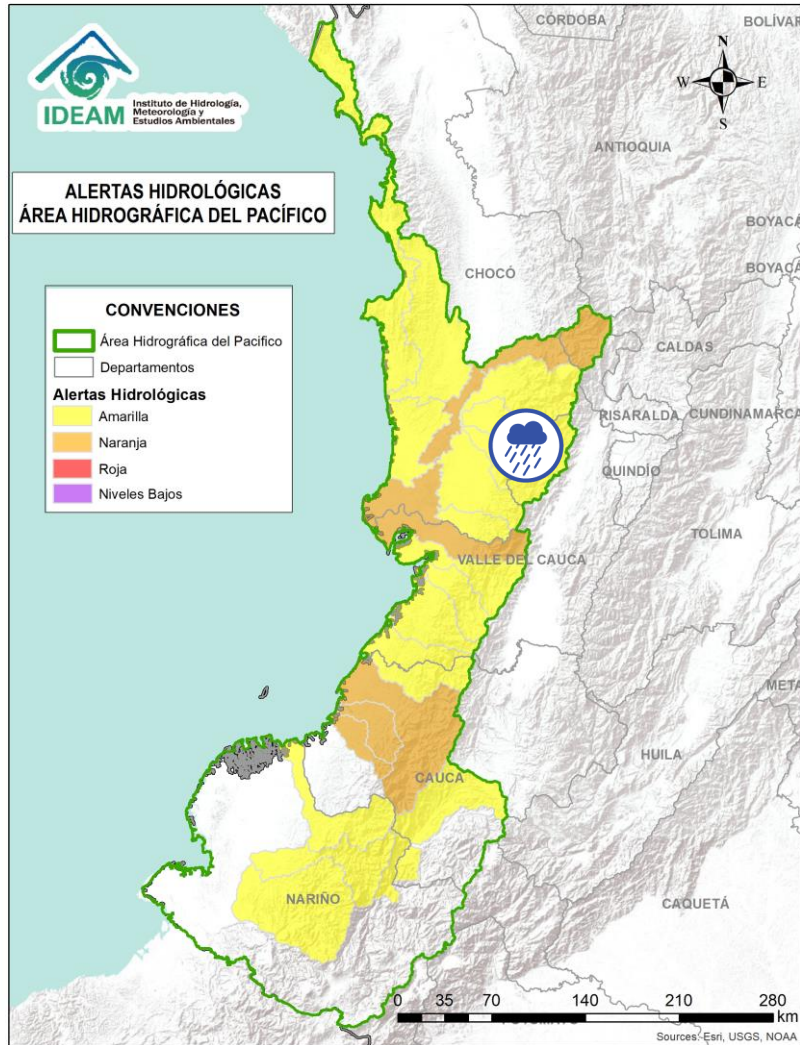 CÓRDOBA
BOLÍVAR
IDEAM
Instituto de Hidrología,
Meteorología y
Estudios Ambientales
N
W E
S
ANTIOQUIA
ALERTAS HIDROLÓGICAS
ÁREA HIDROGRÁFICA DEL PACÍFICO
BOYACÁ
BOYACÁ
CHOCÓ
CONVENCIONES
Área Hidrográfica del Pacifico
Departamentos
Alertas Hidrológicas
Amarilla
Naranja
Roja
Niveles Bajos
CALDAS
RISARALDA
CUNDINAMARCA
QUINDÍO
TOLIMA
VALLE DEL CAUCA
META
HUILA
CAUCA
NARIÑO
CAQUETÁ
0 35 70 140 210 280
km
Sources: Esri, USGS, NOAA